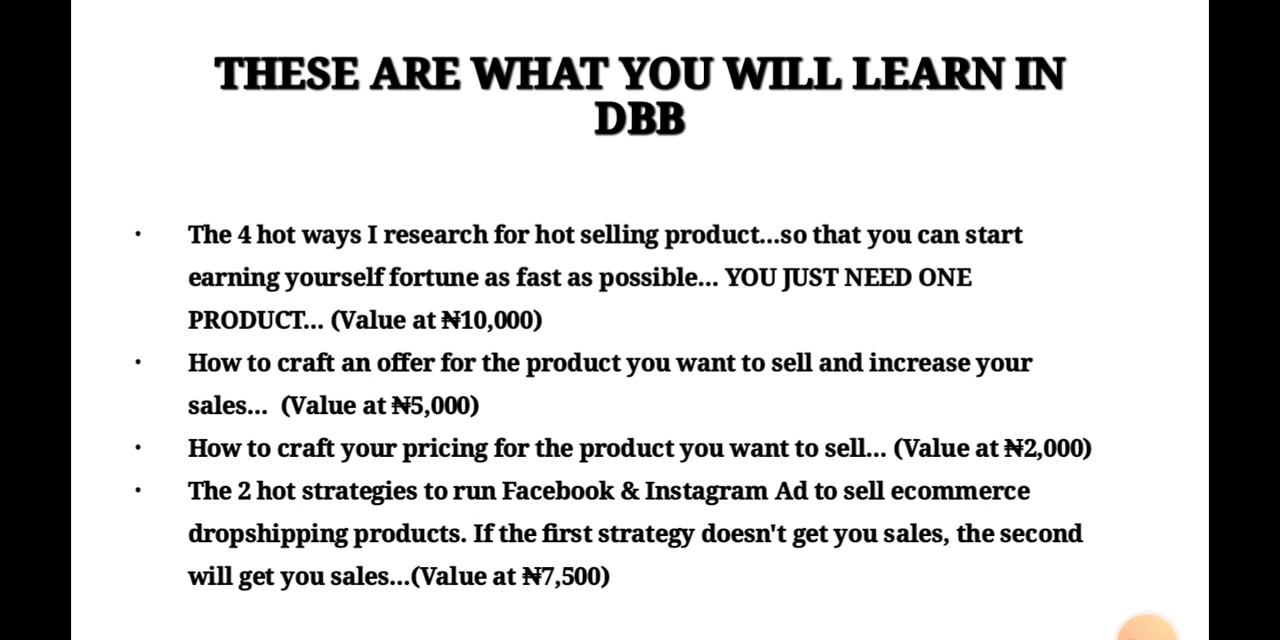 THESE ARE WHAT YOU WILL LEARN IN
DBB
· The 4 hot ways I research for hot selling product...so that you can start
earning yourself fortune as fast as possible... YOU JUST NEED ONE
PRODUCT... (Value at ₦10,000)
· How to craft an offer for the product you want to sell and increase your
sales...  (Value at ₦5,000)
· How to craft your pricing for the product you want to sell... (Value at ₦2,000)
· The 2 hot strategies to run Facebook & Instagram Ad to sell ecommerce
dropshipping products. If the first strategy doesn't get you sales, the second
will get you sales...(Value at ₦7,500)